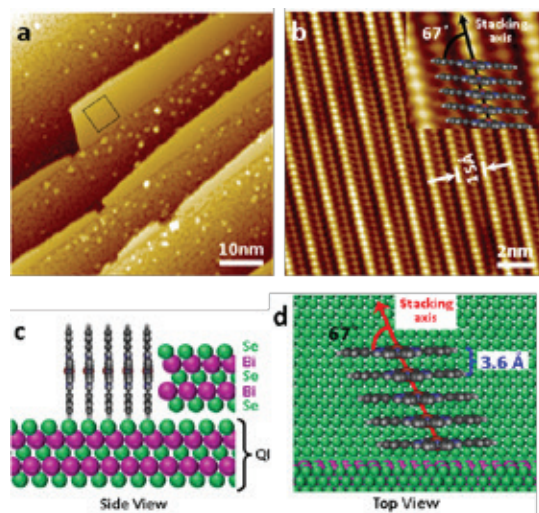 a
10nm
b
Stacking
axis
67°
15Å
2nm
c
Se
Bi
Se
Bi
Se
Side View
d
Stacking
axis
67°
3.6 Å
Top View